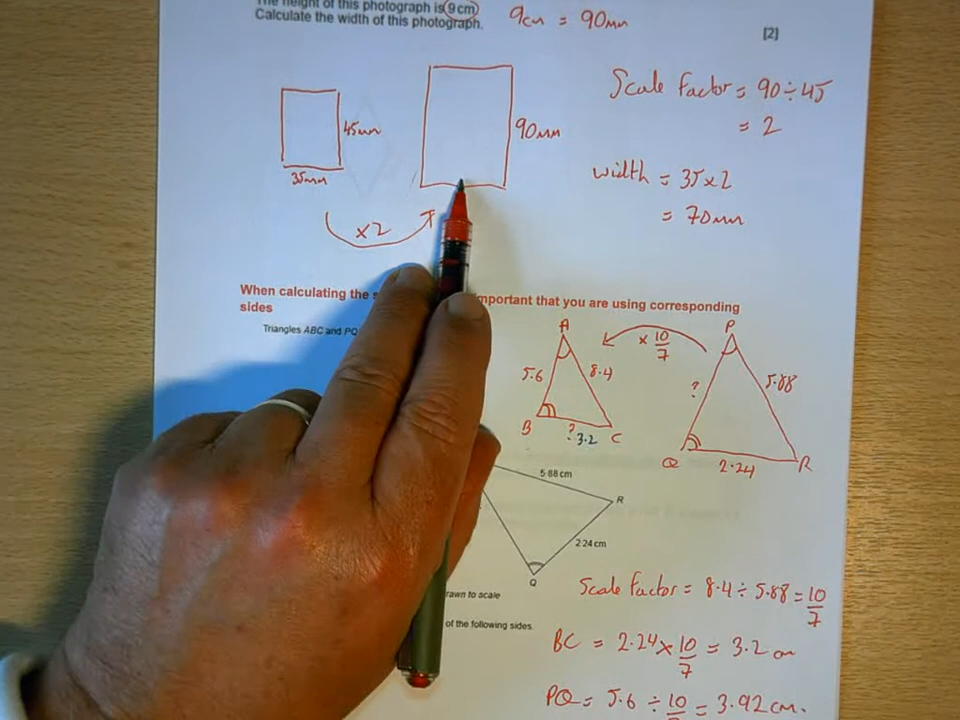 The height of this photograph is 9cm
Calculate the width of this photograph.
9cm = 90mm
[2]
45mm
35mm
×2
90mm
Scale Factor = 90÷45
= 2
width = 35×2
= 70mm
When calculating the important that you are using corresponding
sides
Triangles ABC and PQ
A
5.6
8.4
B
?
3.2
C
× 10/7
P
?
5.88
Q
2.24
R
5.88 cm
R
2.24 cm
Q
drawn to scale
of the following sides.
Scale Factor = 8.4 ÷ 5.88 = 10/7
BC = 2.24 × 10/7 = 3.2 cm
PQ = 5.6 ÷ 10/7 = 3.92 cm.